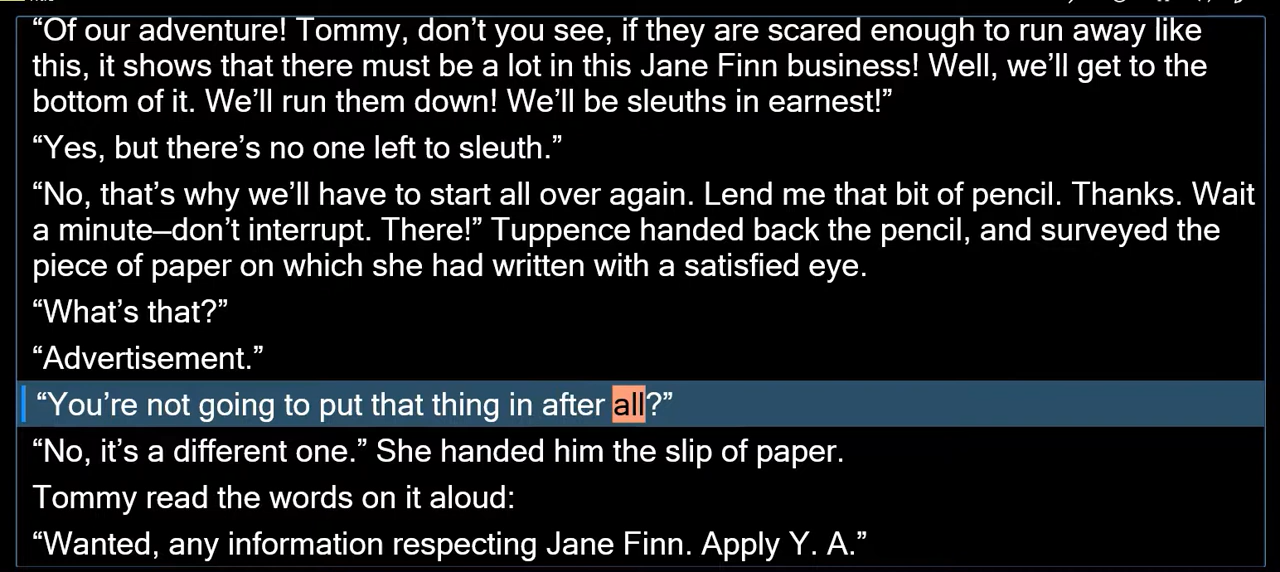 “Of our adventure! Tommy, don’t you see, if they are scared enough to run away like
this, it shows that there must be a lot in this Jane Finn business! Well, we’ll get to the
bottom of it. We’ll run them down! We’ll be sleuths in earnest!”
“Yes, but there’s no one left to sleuth.”
“No, that’s why we’ll have to start all over again. Lend me that bit of pencil. Thanks. Wait
a minute—don’t interrupt. There!” Tuppence handed back the pencil, and surveyed the
piece of paper on which she had written with a satisfied eye.
“What’s that?”
“Advertisement.”
“You’re not going to put that thing in after all?”
“No, it’s a different one.” She handed him the slip of paper.
Tommy read the words on it aloud:
“Wanted, any information respecting Jane Finn. Apply Y. A.”